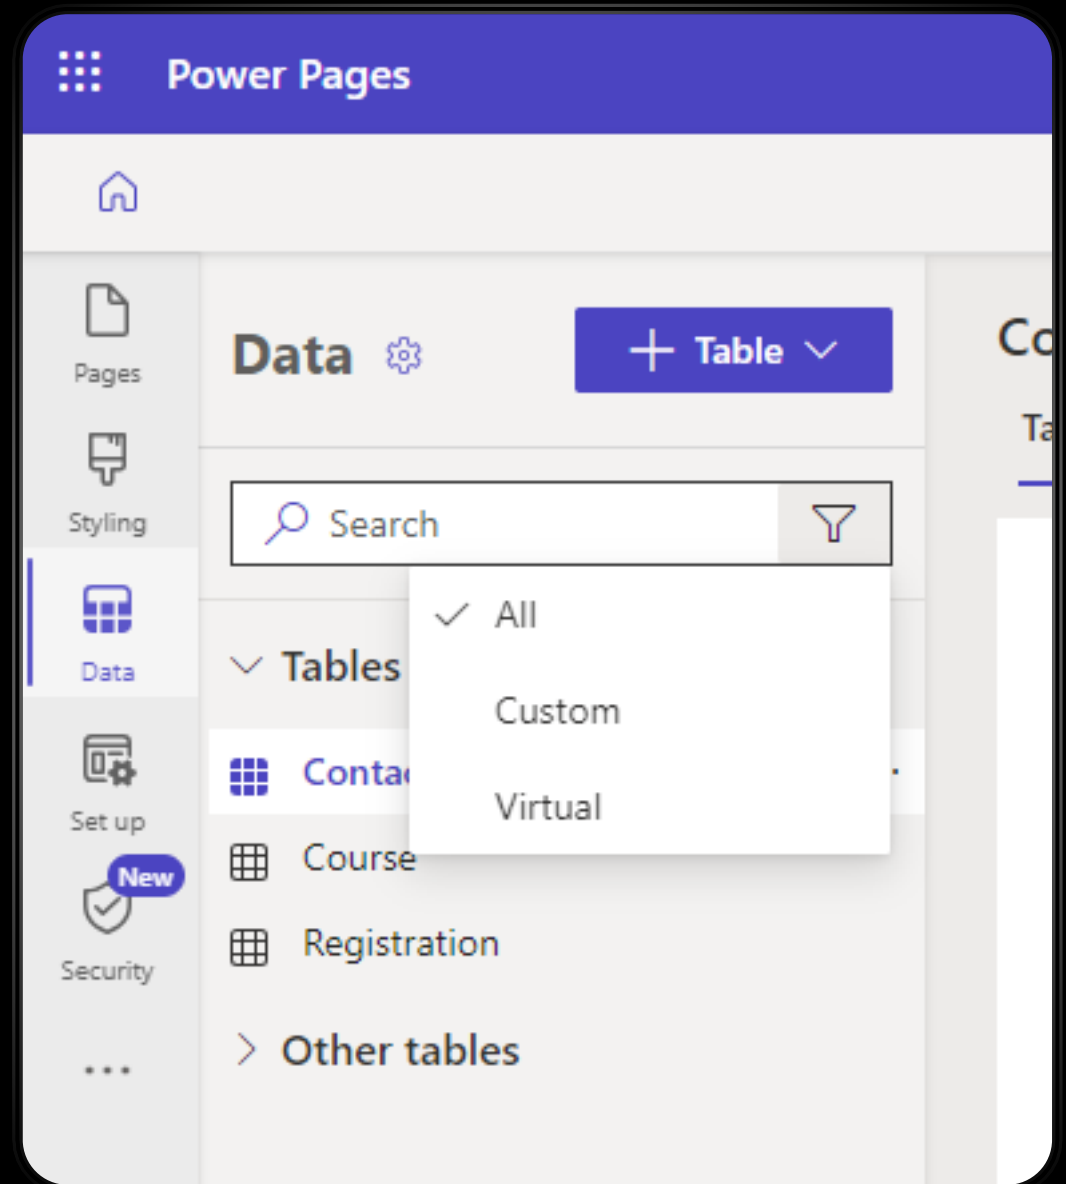 Power Pages
Pages
Styling
Data
Set up
New
Security
Data
Table
Search
All
Custom
Virtual
Tables
Course
Registration
Other tables